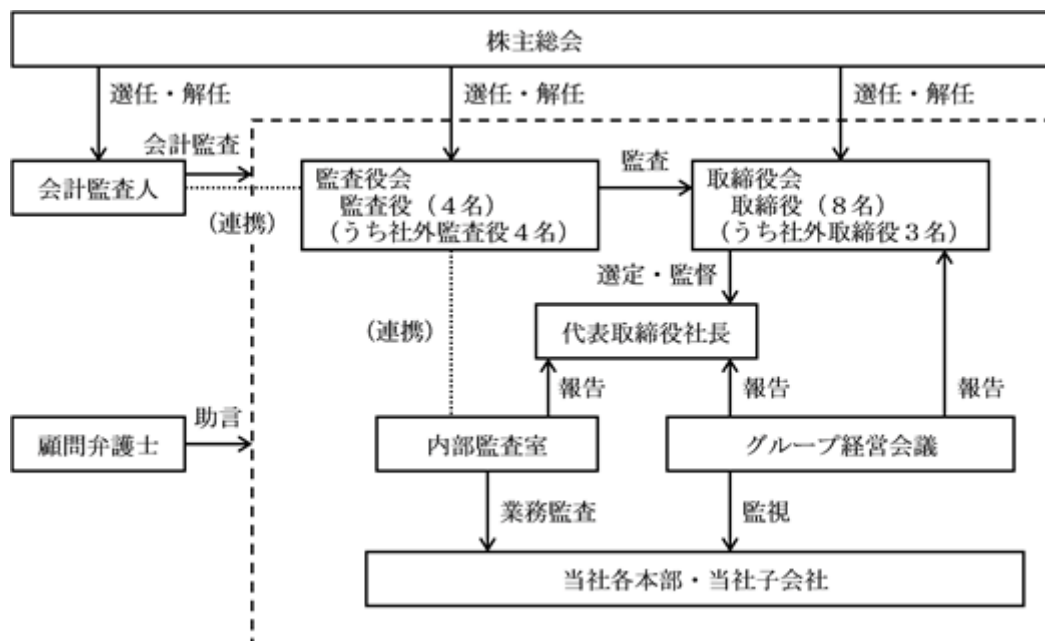 株主総会
選任・解任
選任・解任
選任・解任
会計監査
会計監査人
(連携)
監査役会
監査役（４名）
（うち社外監査役４名）
監査
取締役会
取締役（８名）
（うち社外取締役３名）
選定・監督
(連携)
代表取締役社長
報告
報告
報告
顧問弁護士
助言
内部監査室
グループ経営会議
業務監査
監視
当社各本部・当社子会社